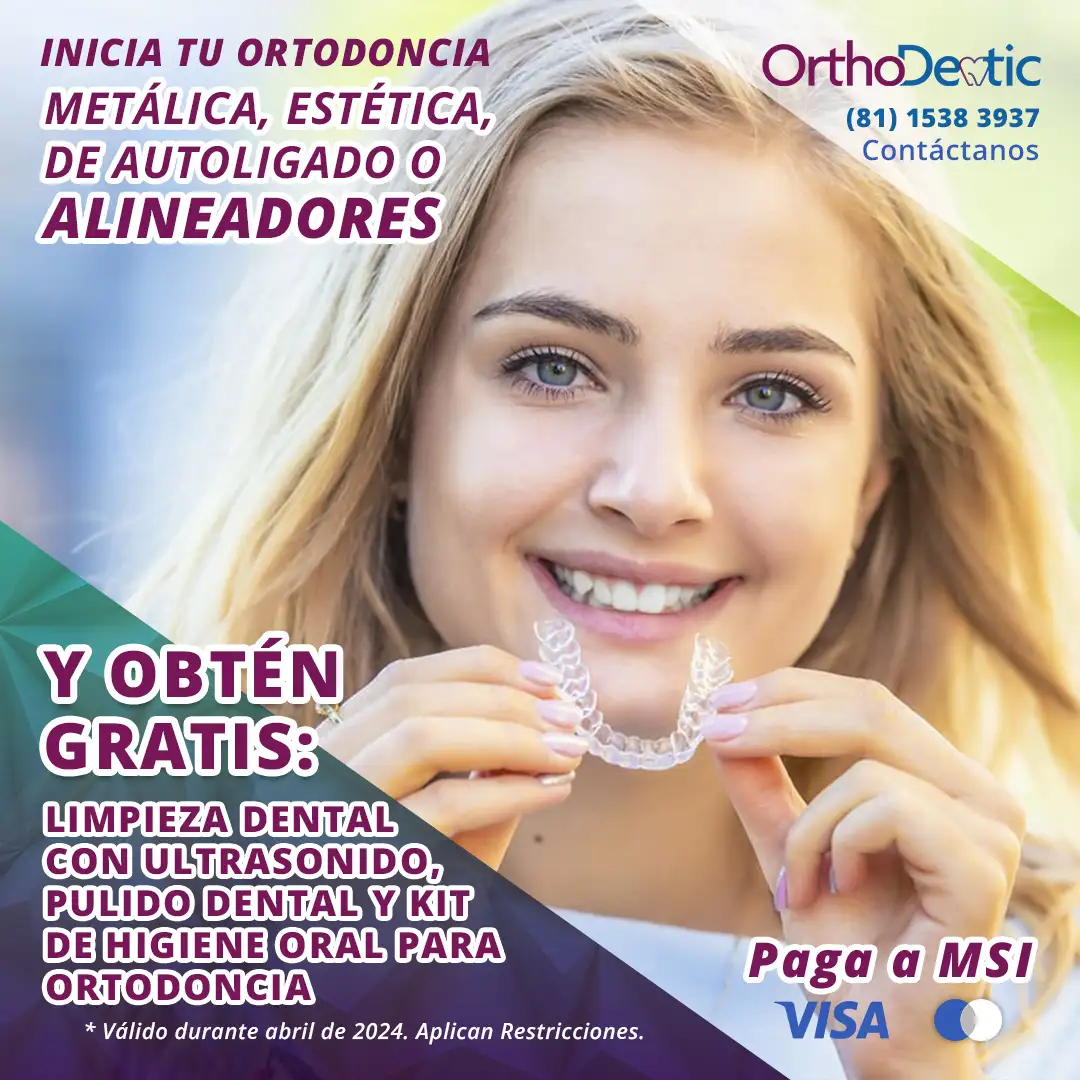 INICIA TU ORTODONCIA
METÁLICA, ESTÉTICA,
DE AUTOLIGADO O
ALINEADORES
OrthoDentic
(81) 1538 3937
Contáctanos
Y OBTÉN
GRATIS:
LIMPIEZA DENTAL
CON ULTRASONIDO,
PULIDO DENTAL Y KIT
DE HIGIENE ORAL PARA
ORTODONCIA
* Válido durante abril de 2024. Aplican Restricciones.
Paga a MSI
VISA